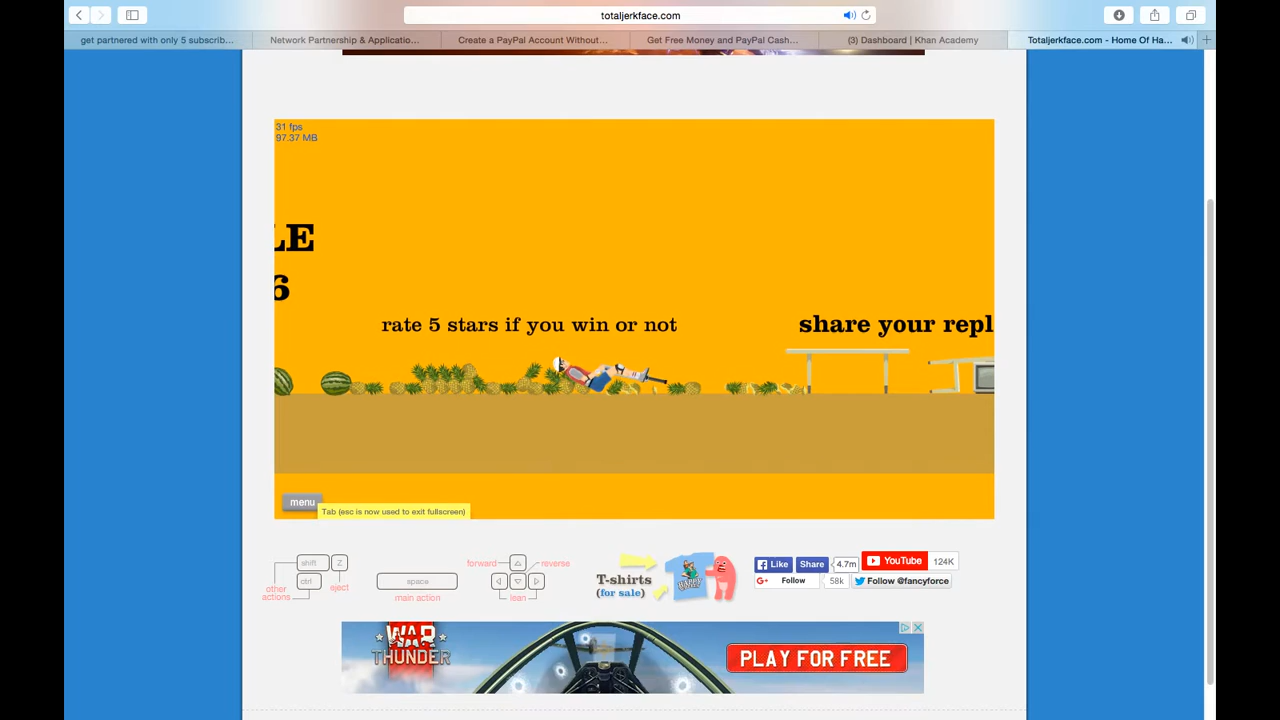 totaljerkface.com
get partnered with only 5 subscrib...
Network Partnership & Applicatio...
Create a PayPal Account Without...
Get Free Money and PayPal Cash...
(3) Dashboard | Khan Academy
Totaljerkface.com - Home Of Ha...
31 fps
97.37 MB
LE
6
rate 5 stars if you win or not
share your repl
menu
Tab (esc is now used to exit fullscreen)
shift
Z
ctrl
other actions
eject
space
main action
forward
reverse
lean
T-shirts
(for sale)
Like
Share
4.7m
YouTube
124K
Follow
58k
Follow @fancyforce
WAR
THUNDER
PLAY FOR FREE